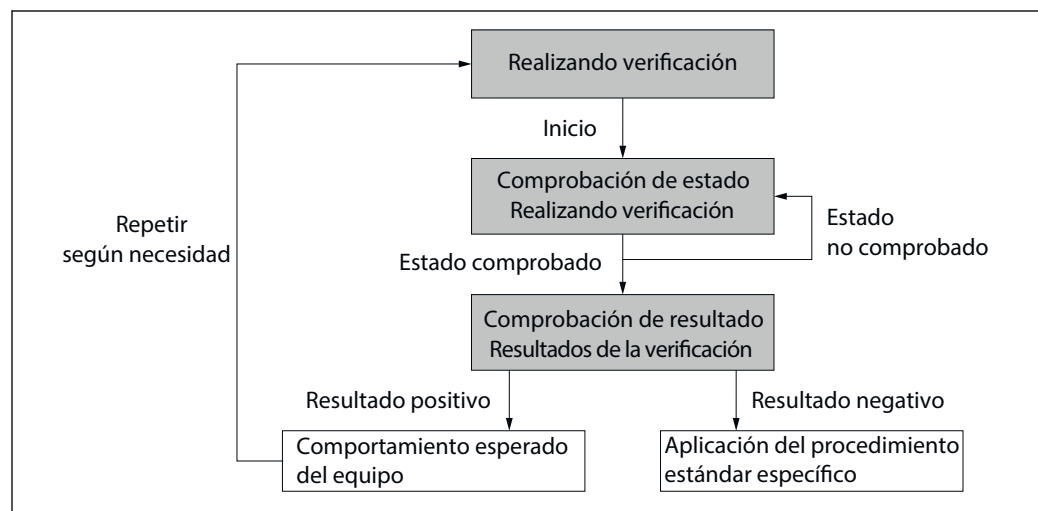 Realizando verificación
Inicio
Comprobación de estado
Realizando verificación
Repetir
según necesidad
Estado
no comprobado
Estado comprobado
Comprobación de resultado
Resultados de la verificación
Resultado positivo
Resultado negativo
Comportamiento esperado
del equipo
Aplicación del procedimiento
estándar específico